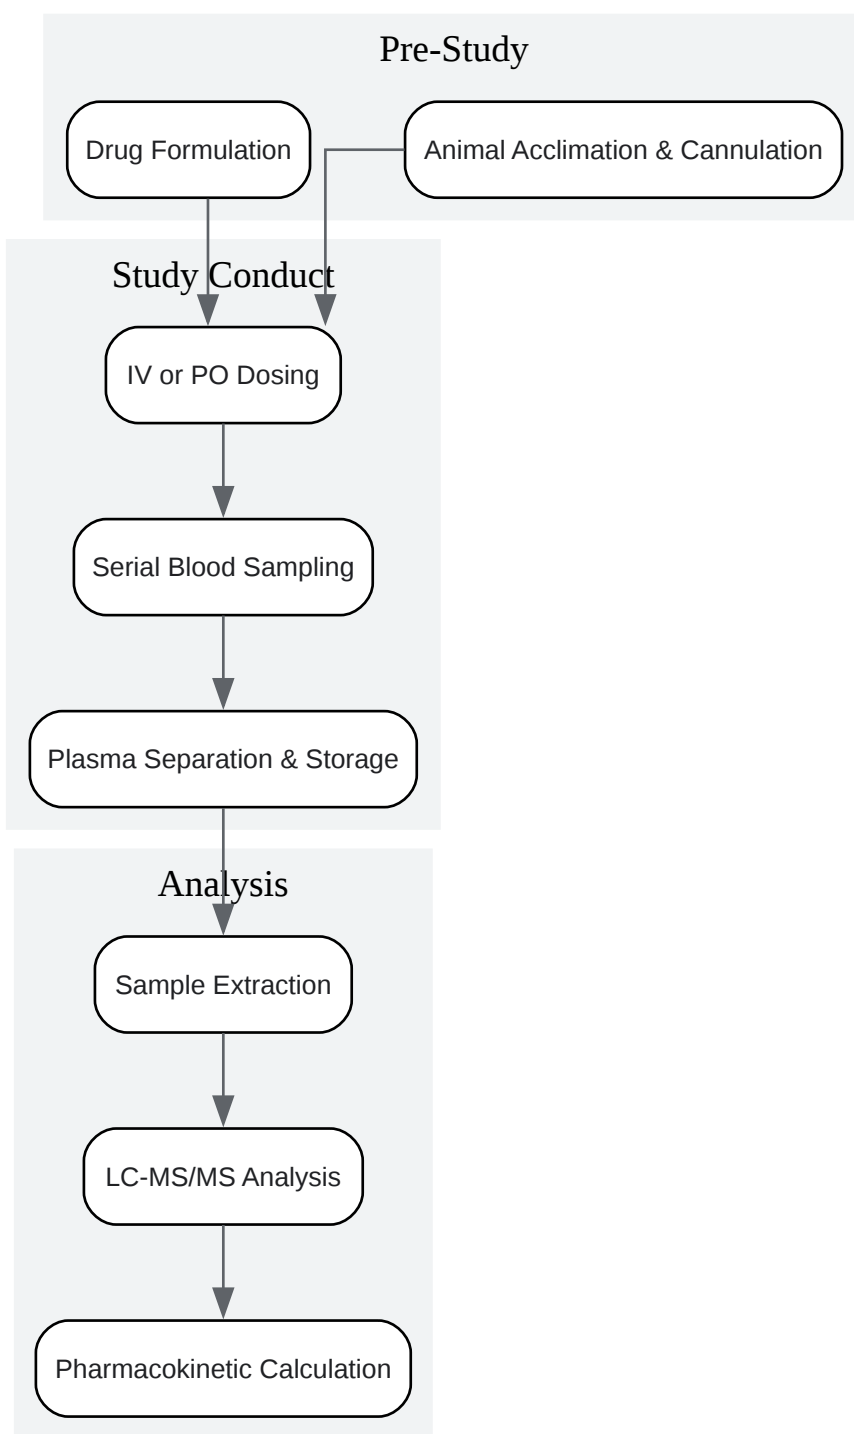 Pre-Study
Drug Formulation
Animal Acclimation & Cannulation
Study Conduct
IV or PO Dosing
Serial Blood Sampling
Plasma Separation & Storage
Analysis
Sample Extraction
LC-MS/MS Analysis
Pharmacokinetic Calculation